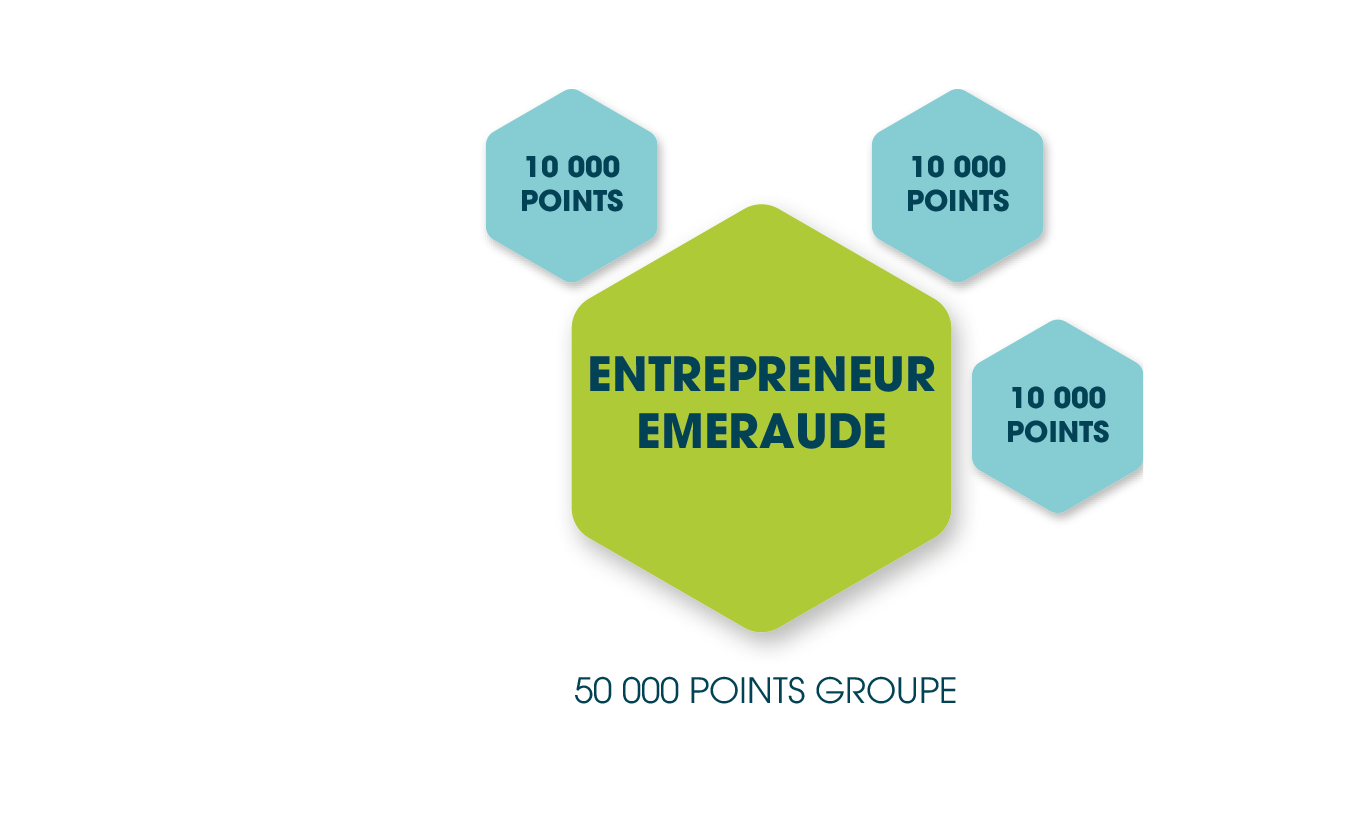 10 000
POINTS
10 000
POINTS
ENTREPRENEUR
EMERAUDE
10 000
POINTS
50 000 POINTS GROUPE